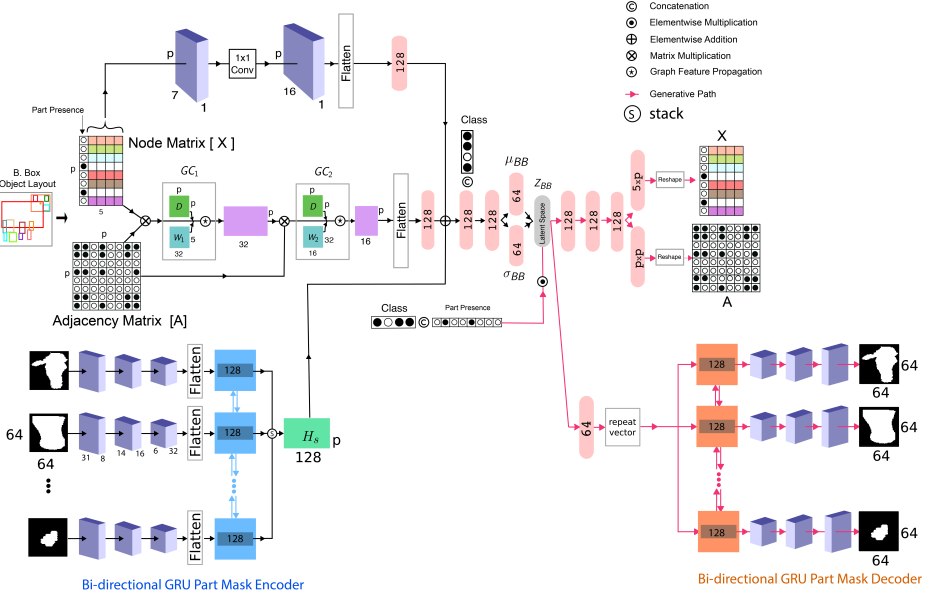 C Concatenation
Elementwise Multiplication
Elementwise Addition
Matrix Multiplication
Graph Feature Propagation
Generative Path
S stack
p
7
1
1x1
Conv
p
16
1
Flatten
128
Part Presence
Node Matrix [ X ]
5
B. Box
Object Layout
p
p
Adjacency Matrix [A]
GC1
p
D
p
W1
5
32
p
32
GC2
p
D
p
W2
32
16
p
16
Flatten
128
Class
C
128
128
μBB
64
64
σBB
ZBB
Latent Space
128
128
128
5×p
p×p
Reshape
Reshape
X
A
Class
C
Part Presence
Flatten
128
64
64
31
8
14
16
6
32
Flatten
128
S
Hs
p
128
Flatten
128
Bi-directional GRU Part Mask Encoder
64
repeat
vector
128
64
64
128
64
64
128
64
64
Bi-directional GRU Part Mask Decoder